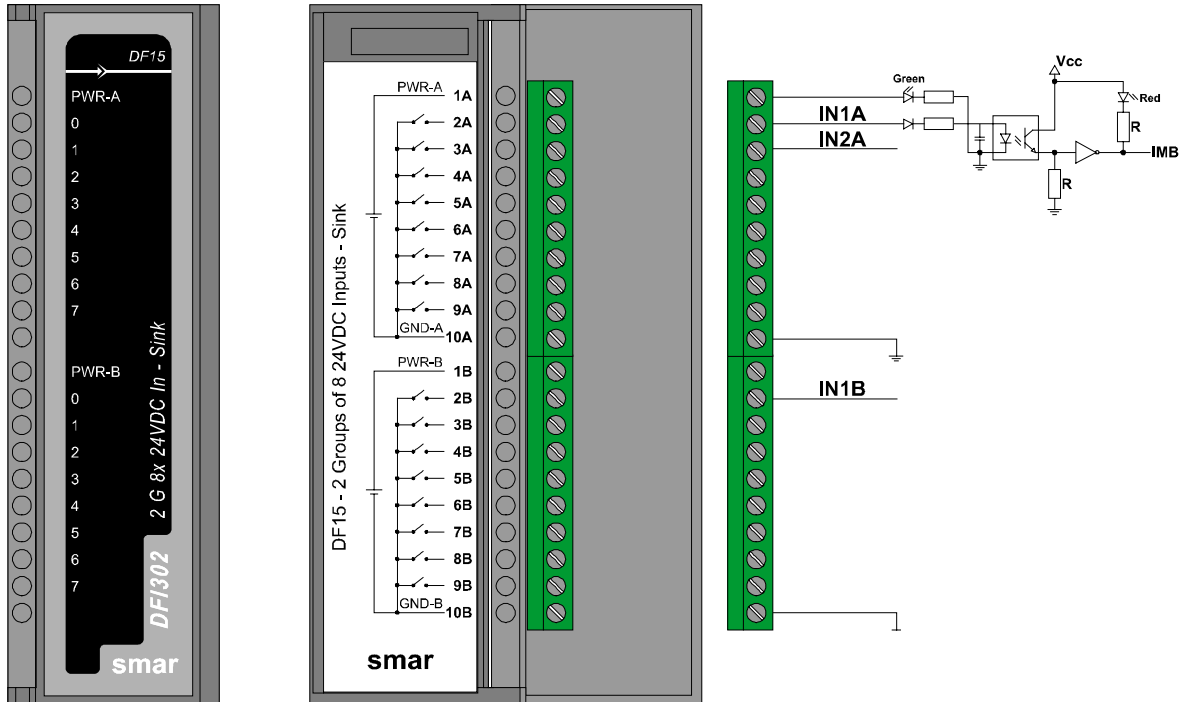 DF15
PWR-A
0
1
2
3
4
5
6
7
PWR-B
0
1
2
3
4
5
6
7
2 G 8x 24VDC In - Sink
DFI302
smar
DF15 - 2 Groups of 8 24VDC Inputs - Sink
PWR-A 1A
2A
3A
4A
5A
6A
7A
8A
9A
GND-A 10A
PWR-B 1B
2B
3B
4B
5B
6B
7B
8B
9B
GND-B 10B
smar
Green
IN1A
IN2A
Vcc
Red
R
IMB
R
IN1B